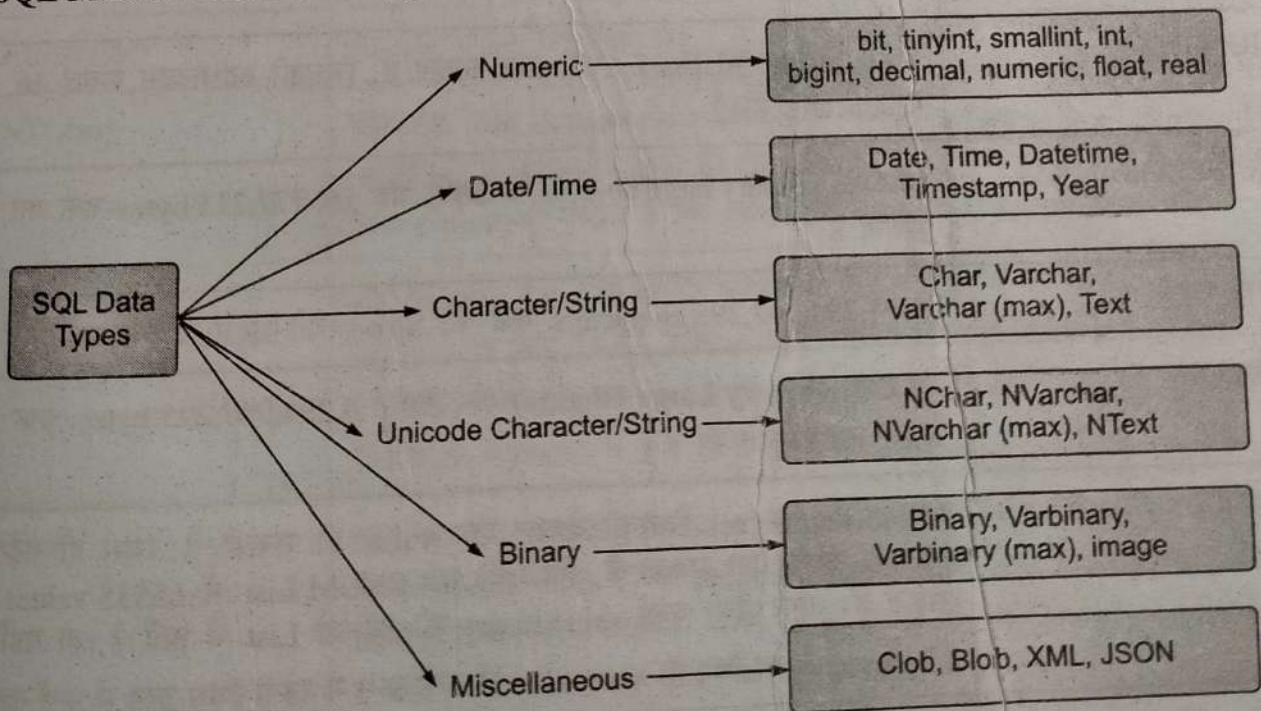 Numeric
bit, tinyint, smallint, int,
bigint, decimal, numeric, float, real
Date/Time
Date, Time, Datetime,
Timestamp, Year
SQL Data
Types
Character/String
Char, Varchar,
Varchar (max), Text
Unicode Character/String
NChar, NVarchar,
NVarchar (max), NText
Binary
Binary, Varbinary,
Varbinary (max), image
Miscellaneous
Clob, Blob, XML, JSON